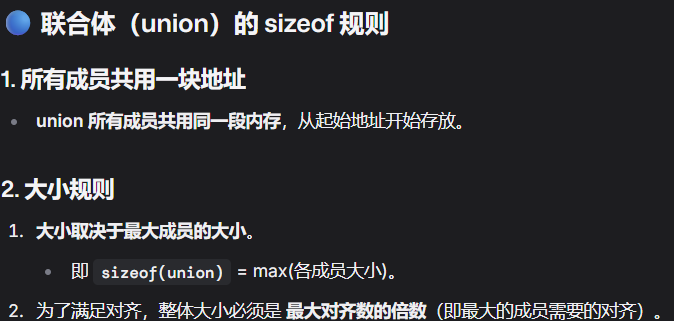 联合体（union）的 sizeof 规则
1. 所有成员共用一块地址
• union 所有成员共用同一段内存，从起始地址开始存放。
2. 大小规则
1. 大小取决于最大成员的大小。
• 即 sizeof(union) = max(各成员大小)。
2. 为了满足对齐，整体大小必须是 最大对齐数的倍数（即最大的成员需要的对齐）。